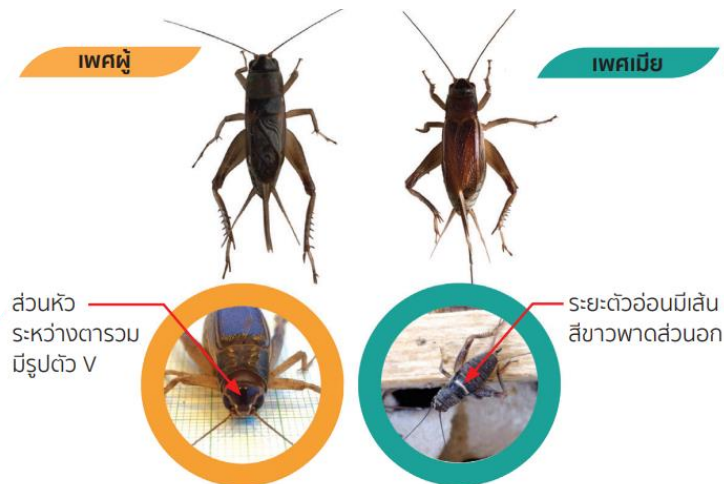 เพศผู้
เพศเมีย
ส่วนหัว
ระหว่างตารวม
มีรูปตัว V
ระยะตัวอ่อนมีเส้น
สีขาวพาดส่วนอก